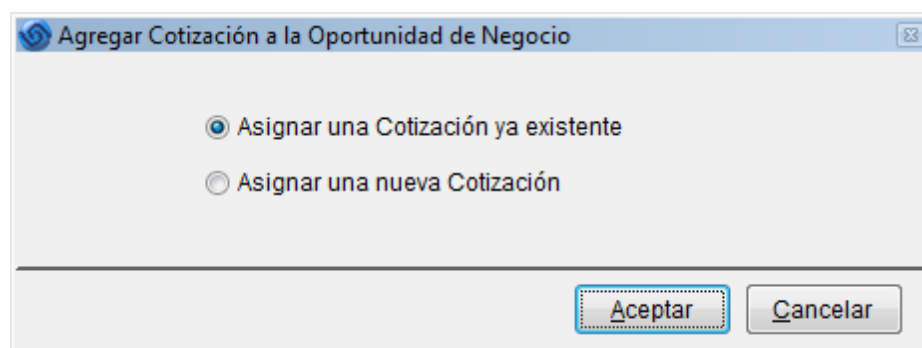 Agregar Cotización a la Oportunidad de Negocio
Asignar una Cotización ya existente
Asignar una nueva Cotización
Aceptar
Cancelar